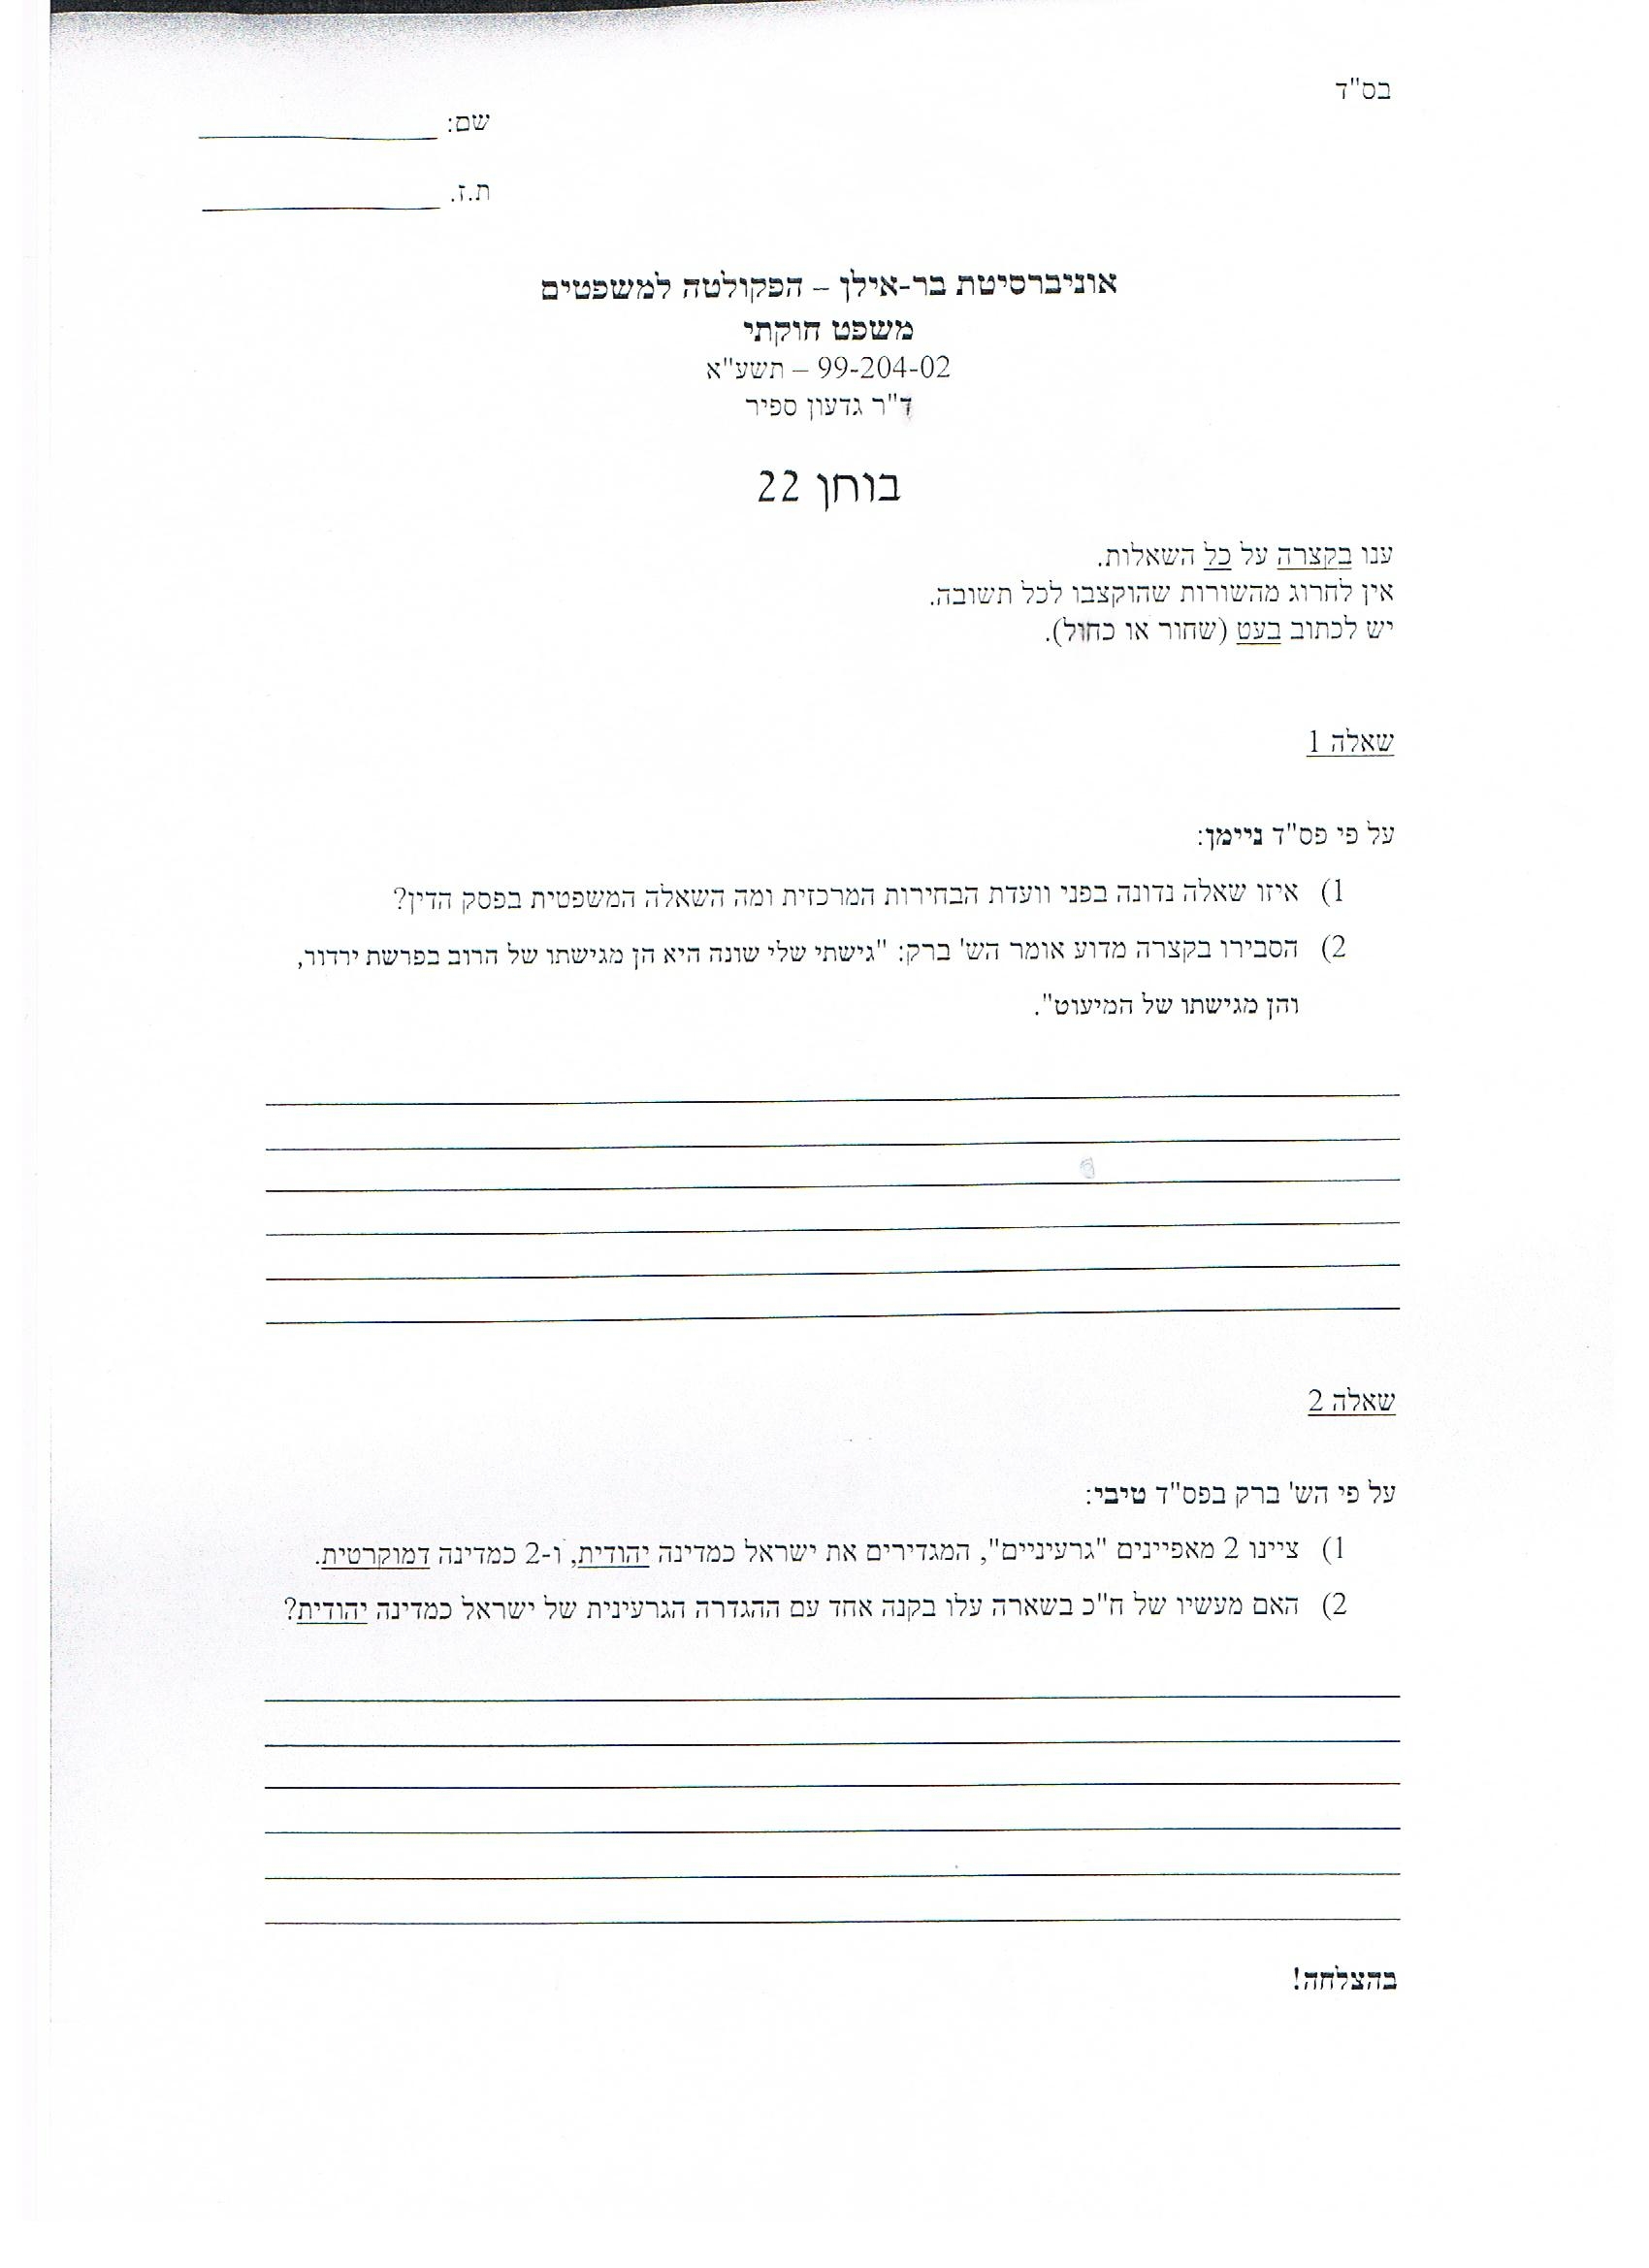 בס"ד
שם:
ת.ז.
אוניברסיטת בר-אילן – הפקולטה למשפטים
משפט חוקתי
99-204-02 – תשע"א
ד"ר גדעון ספיר
בוחן 22
ענו בקצרה על כל השאלות.
אין לחרוג מהשורות שהוקצבו לכל תשובה.
יש לכתוב בעט (שחור או כחול).
שאלה 1
על פי פס"ד ניימן:
1) איזו שאלה נדונה בפני וועדת הבחירות המרכזית ומה השאלה המשפטית בפסק הדין?
2) הסבירו בקצרה מדוע אומר הש' ברק: "גישתי שלי שונה היא הן מגישתו של הרוב בפרשת ירדור,
והן מגישתו של המיעוט".
שאלה 2
על פי הש' ברק בפס"ד טיבי:
1) ציינו 2 מאפיינים "גרעיניים", המגדירים את ישראל כמדינה יהודית, ו-2 כמדינה דמוקרטית.
2) האם מעשיו של ח"כ בשארה עלו בקנה אחד עם ההגדרה הגרעינית של ישראל כמדינה יהודית?
בהצלחה!